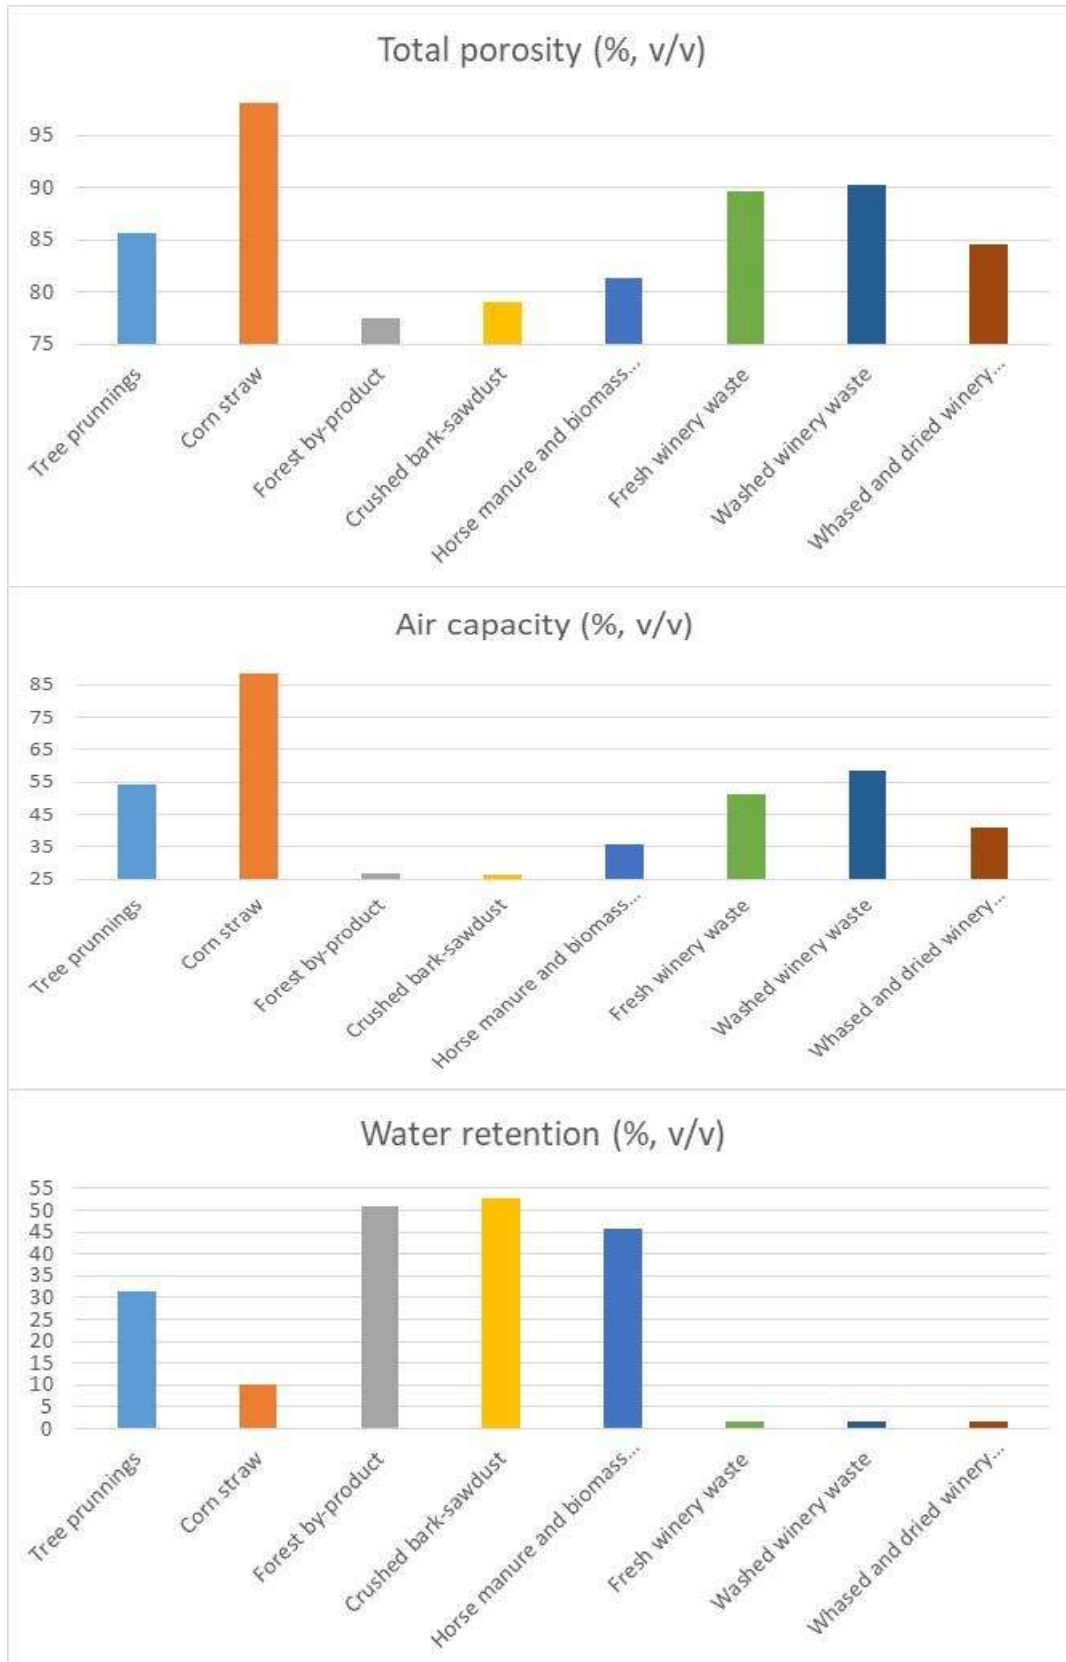 Total porosity (%, v/v)
95
90
85
80
75
Tree prunnings
Corn straw
Forest by-product
Crushed bark-sawdust
Horse manure and biomass...
Fresh winery waste
Washed winery waste
Whased and dried winery...
Air capacity (%, v/v)
85
75
65
55
45
35
25
Tree prunnings
Corn straw
Forest by-product
Crushed bark-sawdust
Horse manure and biomass...
Fresh winery waste
Washed winery waste
Whased and dried winery...
Water retention (%, v/v)
55
50
45
40
35
30
25
20
15
10
5
0
Tree prunnings
Corn straw
Forest by-product
Crushed bark-sawdust
Horse manure and biomass...
Fresh winery waste
Washed winery waste
Whased and dried winery...